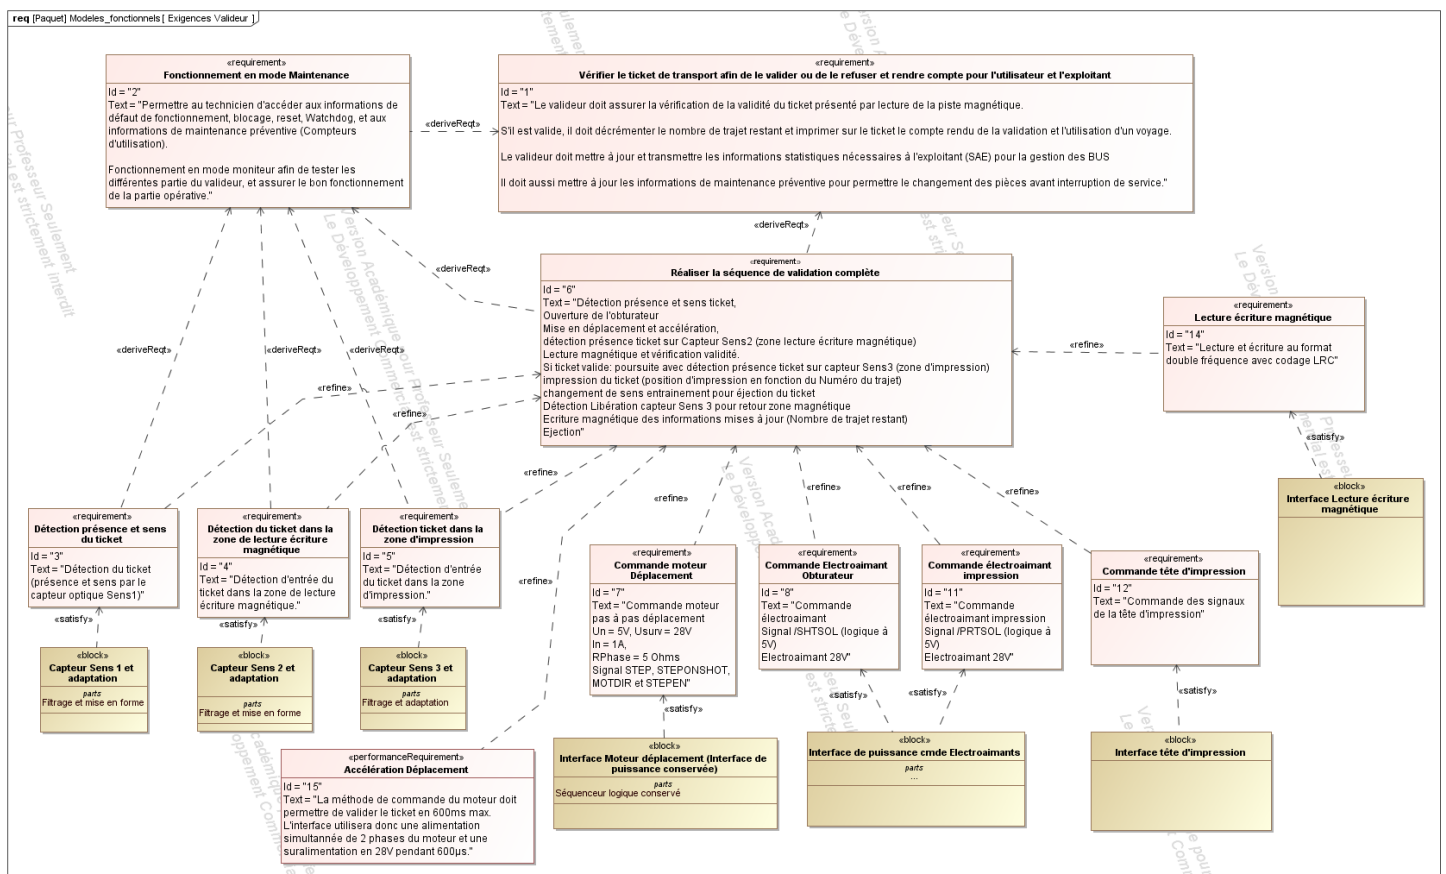 req [Paquet] Modeles_fonctionnels [ Exigences Valideur ]
«requirement»
Fonctionnement en mode Maintenance
Id = "2"
Text = "Permettre au technicien d'accéder aux informations de
défaut de fonctionnement, blocage, reset, Watchdog, et aux
informations de maintenance préventive (Compteurs
d'utilisation).
Fonctionnement en mode moniteur afin de tester les
différentes partie du valideur, et assurer le bon fonctionnement
de la partie opérative."
«deriveReqt»
«requirement»
Vérifier le ticket de transport afin de le valider ou de le refuser et rendre compte pour l'utilisateur et l'exploitant
Id = "1"
Text = "Le valideur doit assurer la vérification de la validité du ticket présenté par lecture de la piste magnétique.
S'il est valide, il doit décrémenter le nombre de trajet restant et imprimer sur le ticket le compte rendu de la validation et l'utilisation d'un voyage.
Le valideur doit mettre à jour et transmettre les informations statistiques nécessaires à l'exploitant (SAE) pour la gestion des BUS
Il doit aussi mettre à jour les informations de maintenance préventive pour permettre le changement des pièces avant interruption de service."
«deriveReqt»
«deriveReqt»
«requirement»
Réaliser la séquence de validation complète
Id = "6"
Text = "Détection présence et sens ticket,
Ouverture de l'obturateur
Mise en déplacement et accélération,
détection présence ticket sur Capteur Sens2 (zone lecture écriture magnétique)
Lecture magnétique et vérification validité.
Si ticket valide: poursuite avec détection présence ticket sur capteur Sens3 (zone d'impression)
impression du ticket (position d'impression en fonction du Numéro du trajet)
changement de sens entrainement pour éjection du ticket
Détection Libération capteur Sens 3 pour retour zone magnétique
Ecriture magnétique des informations mises à jour (Nombre de trajet restant)
Ejection"
«refine»
«requirement»
Lecture écriture magnétique
Id = "14"
Text = "Lecture et écriture au format
double fréquence avec codage LRC"
«satisfy»
«block»
Interface Lecture écriture
magnétique
«deriveReqt»
«deriveReqt»
«deriveReqt»
«refine»
«refine»
«refine»
«refine»
«refine»
«refine»
«refine»
«refine»
«requirement»
Détection présence et sens
du ticket
Id = "3"
Text = "Détection du ticket
(présence et sens par le
capteur optique Sens1)"
«satisfy»
«block»
Capteur Sens 1 et
adaptation
parts
Filtrage et mise en forme
«requirement»
Détection du ticket dans la
zone de lecture écriture
magnétique
Id = "4"
Text = "Détection d'entrée du
ticket dans la zone de lecture
écriture magnétique."
«satisfy»
«block»
Capteur Sens 2 et
adaptation
parts
Filtrage et mise en forme
«requirement»
Détection ticket dans la
zone d'impression
Id = "5"
Text = "Détection d'entrée
du ticket dans la zone
d'impression."
«satisfy»
«block»
Capteur Sens 3 et
adaptation
parts
Filtrage et adaptation
«requirement»
Commande moteur
Déplacement
Id = "7"
Text = "Commande moteur
pas à pas déplacement
Un = 5V, Usurv = 28V
In = 1A,
RPhase = 5 Ohms
Signal STEP, STEPONSHOT,
MOTDIR et STEPEN"
«satisfy»
«block»
Interface Moteur déplacement (Interface de
puissance conservée)
parts
Séquenceur logique conservé
«requirement»
Commande Electroaimant
Obturateur
Id = "8"
Text = "Commande
électroaimant
Signal /SHTSOL (logique à
5V)
Electroaimant 28V"
«satisfy»
«requirement»
Commande électroaimant
impression
Id = "11"
Text = "Commande
électroaimant impression
Signal /PRTSOL (logique à
5V)
Electroaimant 28V"
«satisfy»
«block»
Interface de puissance cmde Electroaimants
parts
...
«requirement»
Commande tête d'impression
Id = "12"
Text = "Commande des signaux
de la tête d'impression"
«satisfy»
«block»
Interface tête d'impression
«performanceRequirement»
Accélération Déplacement
Id = "15"
Text = "La méthode de commande du moteur doit
permettre de valider le ticket en 600ms max.
L'interface utilisera donc une alimentation
simultannée de 2 phases du moteur et une
suralimentation en 28V pendant 600µs."